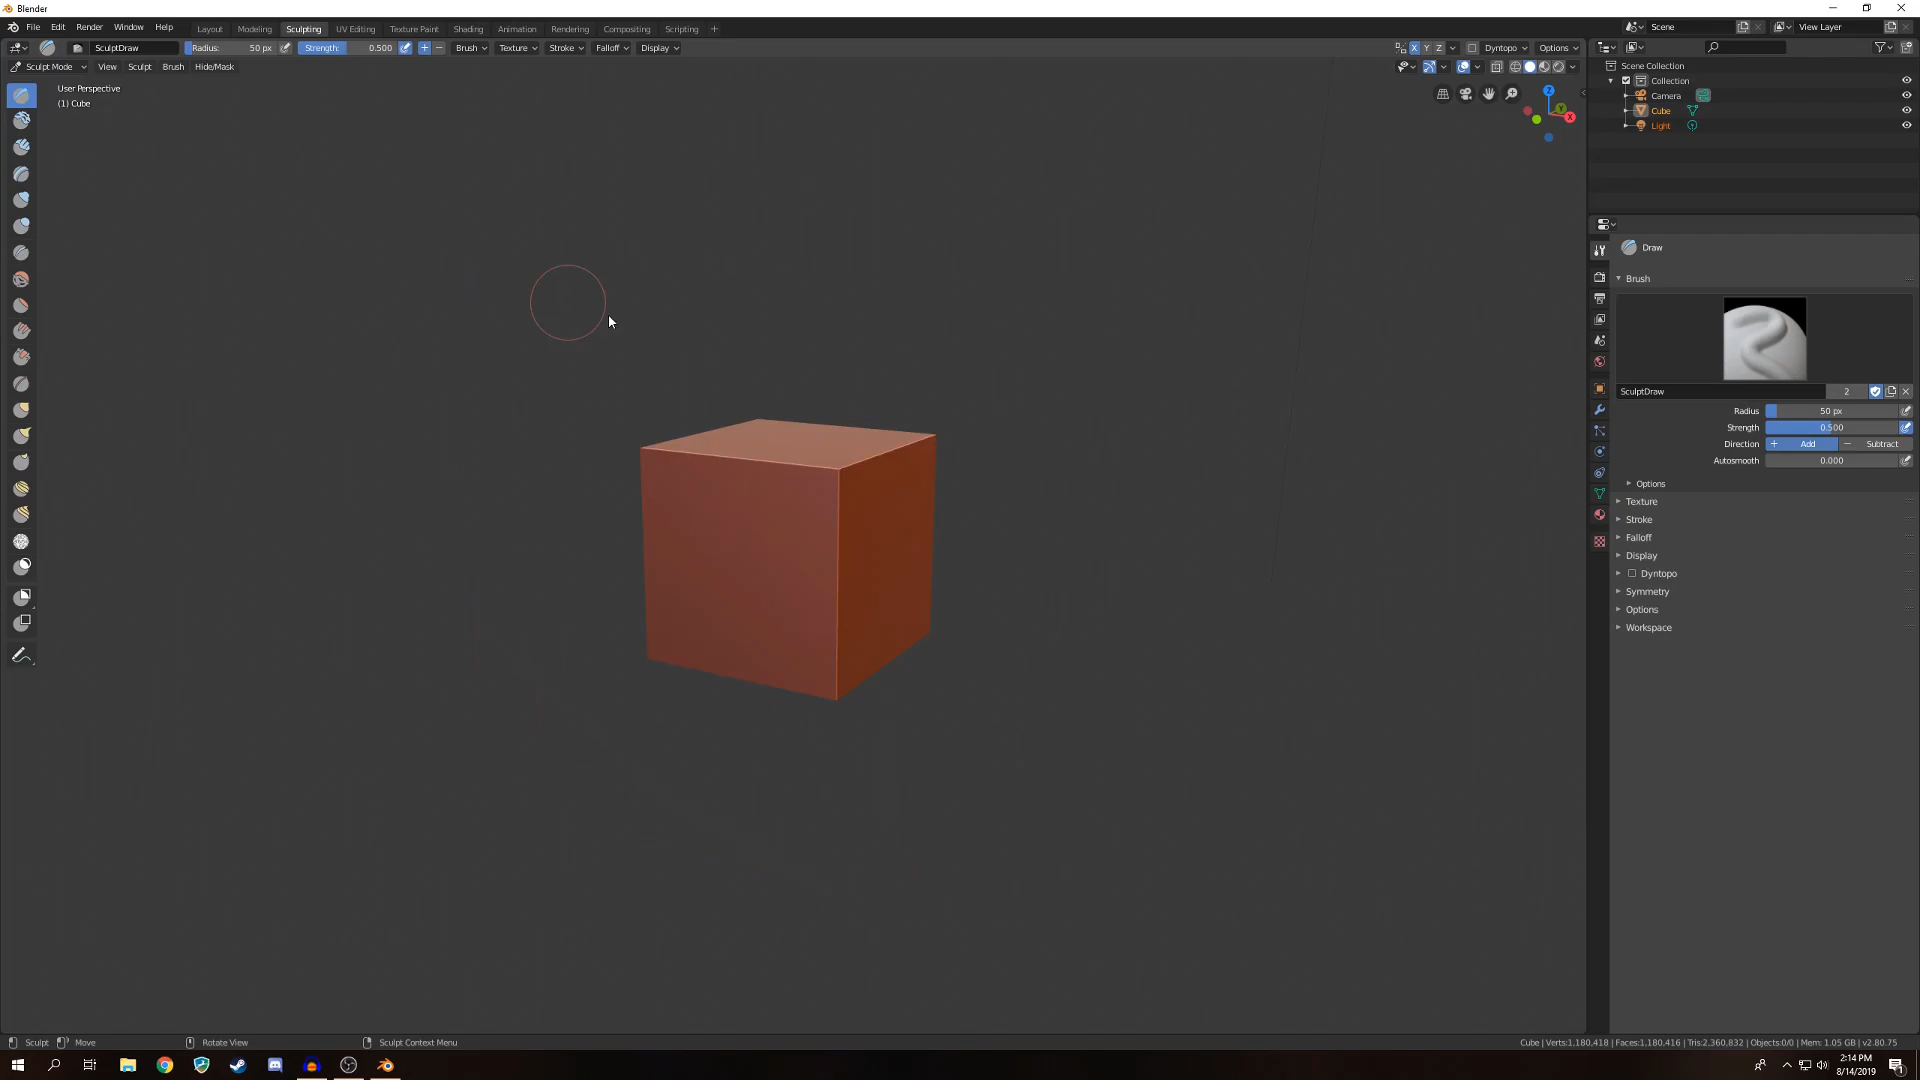 Blender
File Edit Render Window Help Layout Modeling Sculpting UV Editing Texture Paint Shading Animation Rendering Compositing Scripting + Scene View Layer
SculptDraw Radius: 50 px Strength: 0.500 + − Brush Texture Stroke Falloff Display X Y Z Dyntopo Options
Sculpt Mode View Sculpt Brush Hide/Mask
User Perspective
(1) Cube
Z
Y
X
Scene Collection
Collection
Camera
Cube
Light
Draw
Brush
SculptDraw 2
Radius 50 px
Strength 0.500
Direction + Add − Subtract
Autosmooth 0.000
Options
Texture
Stroke
Falloff
Display
Dyntopo
Symmetry
Options
Workspace
Sculpt Move Rotate View Sculpt Context Menu Cube | Verts:1,180,418 | Faces:1,180,416 | Tris:2,360,832 | Objects:0/0 | Mem: 1.05 GB | v2.80.75
2:14 PM
8/14/2019